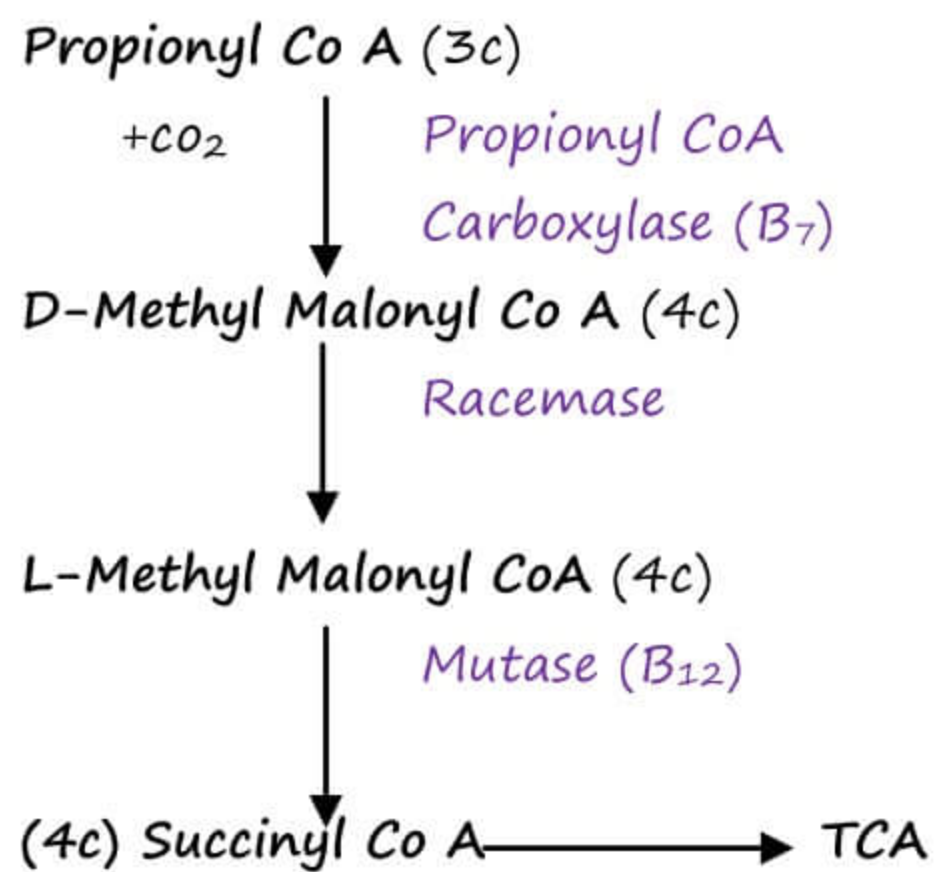 Propionyl Co A (3c)
+CO₂
Propionyl CoA
Carboxylase (B₇)
D-Methyl Malonyl Co A (4c)
Racemase
L-Methyl Malonyl CoA (4c)
Mutase (B₁₂)
(4c) Succinyl Co A
TCA